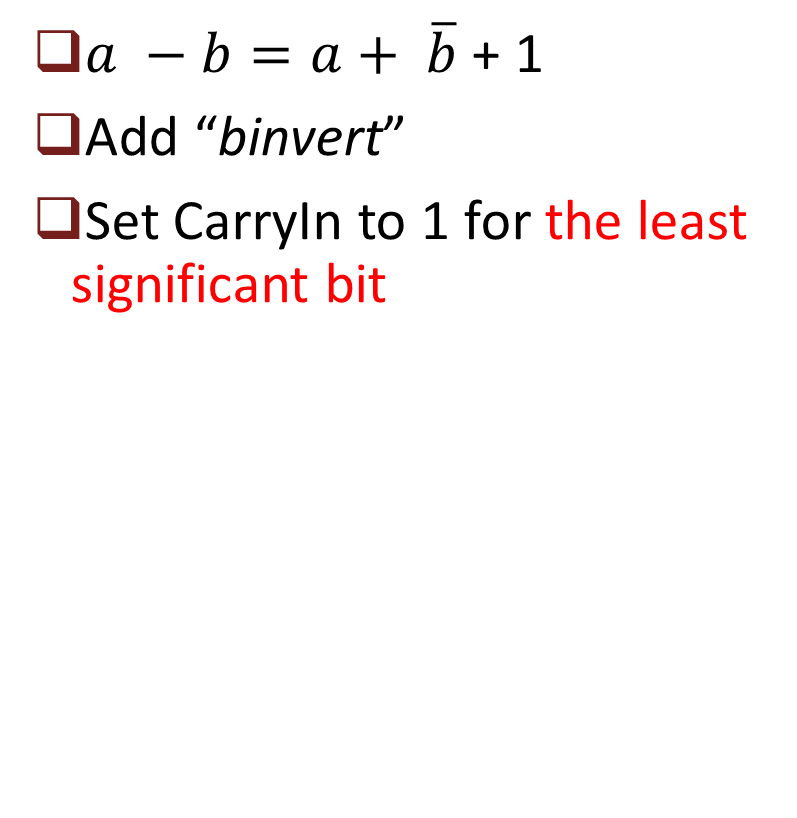 ❑a − b = a + b̅ + 1
❑Add “binvert”
❑Set CarryIn to 1 for the least
significant bit